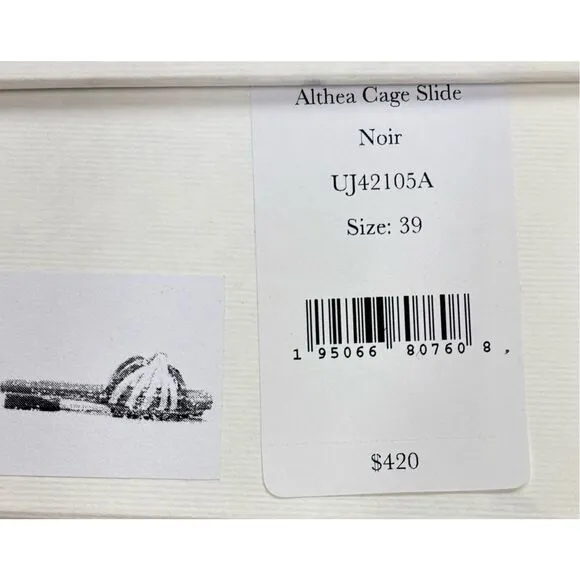 Althea Cage Slide
Noir
UJ42105A
Size: 39
1 95066 80760 8 ,
$420